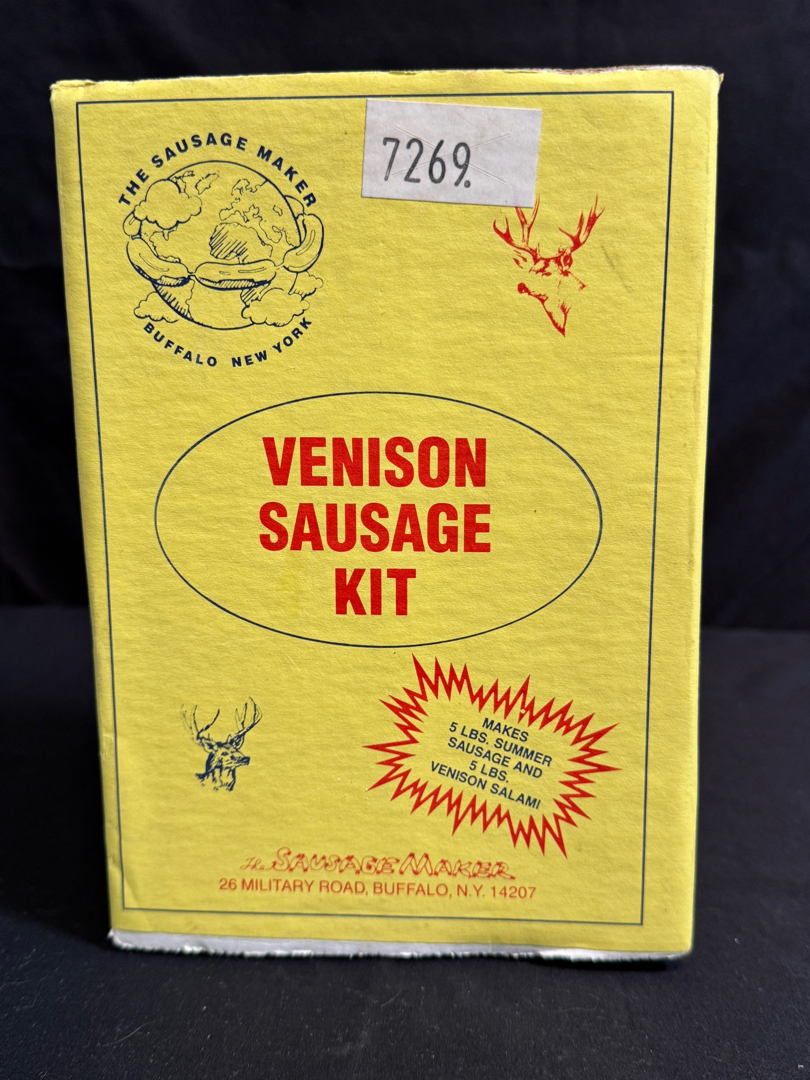 THE SAUSAGE MAKER
BUFFALO NEW YORK
7269.
VENISON
SAUSAGE
KIT
MAKES
5 LBS. SUMMER
SAUSAGE AND
5 LBS.
VENISON SALAMI
The SAUSAGE MAKER
26 MILITARY ROAD, BUFFALO, N.Y. 14207